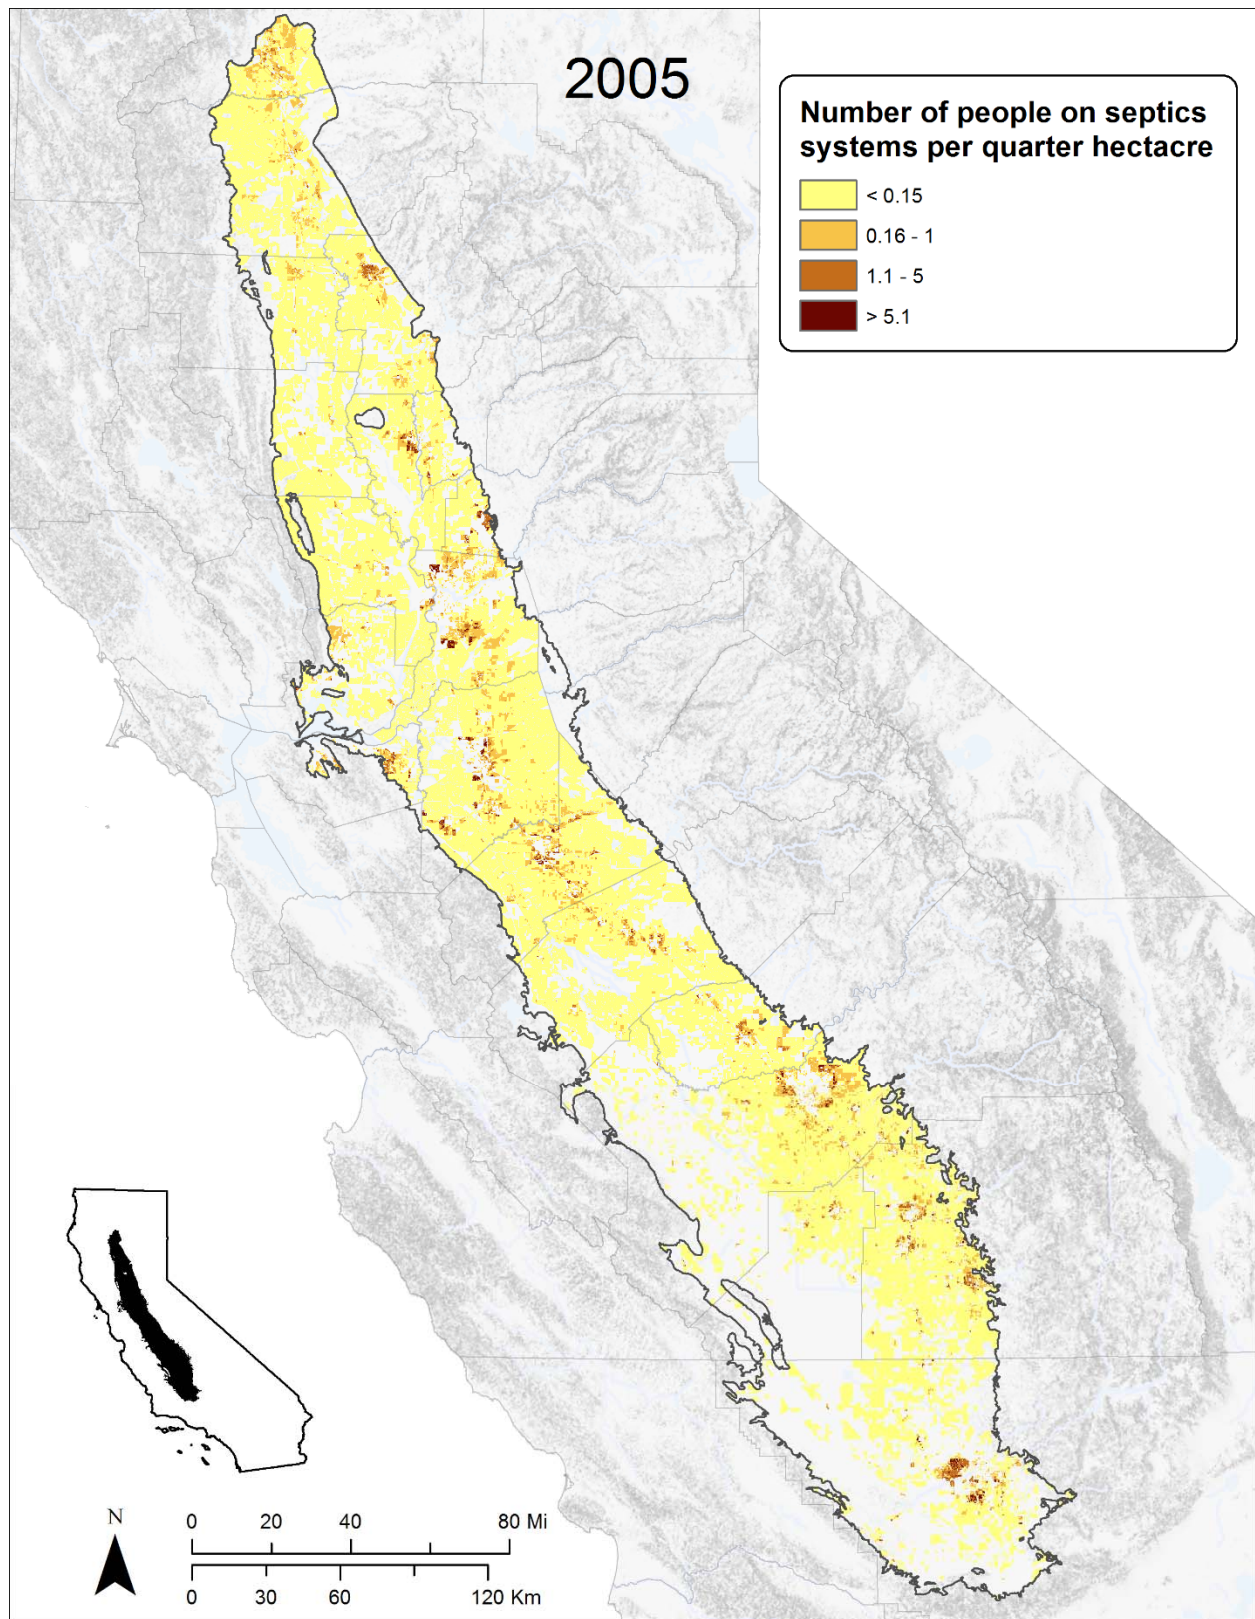 2005
Number of people on septics
systems per quarter hectacre
< 0.15
0.16 - 1
1.1 - 5
> 5.1
N
0 20 40 80 Mi
0 30 60 120 Km